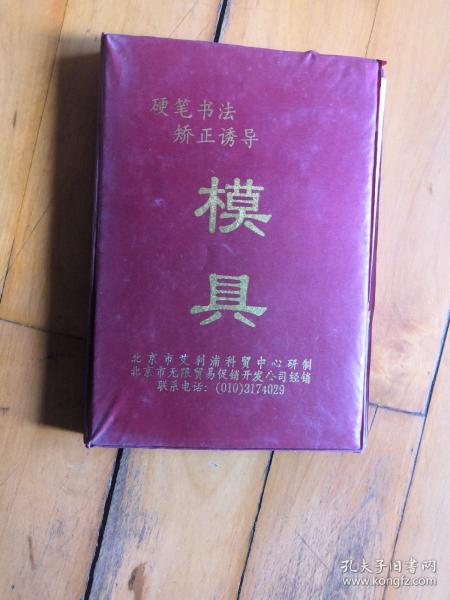 硬笔书法
矫正诱导
模
具
北京市艾利浦科贸中心研制
北京市无限贸易促销开发公司经销
联系电话：(010)3174029
孔夫子旧书网
www.kongfz.com